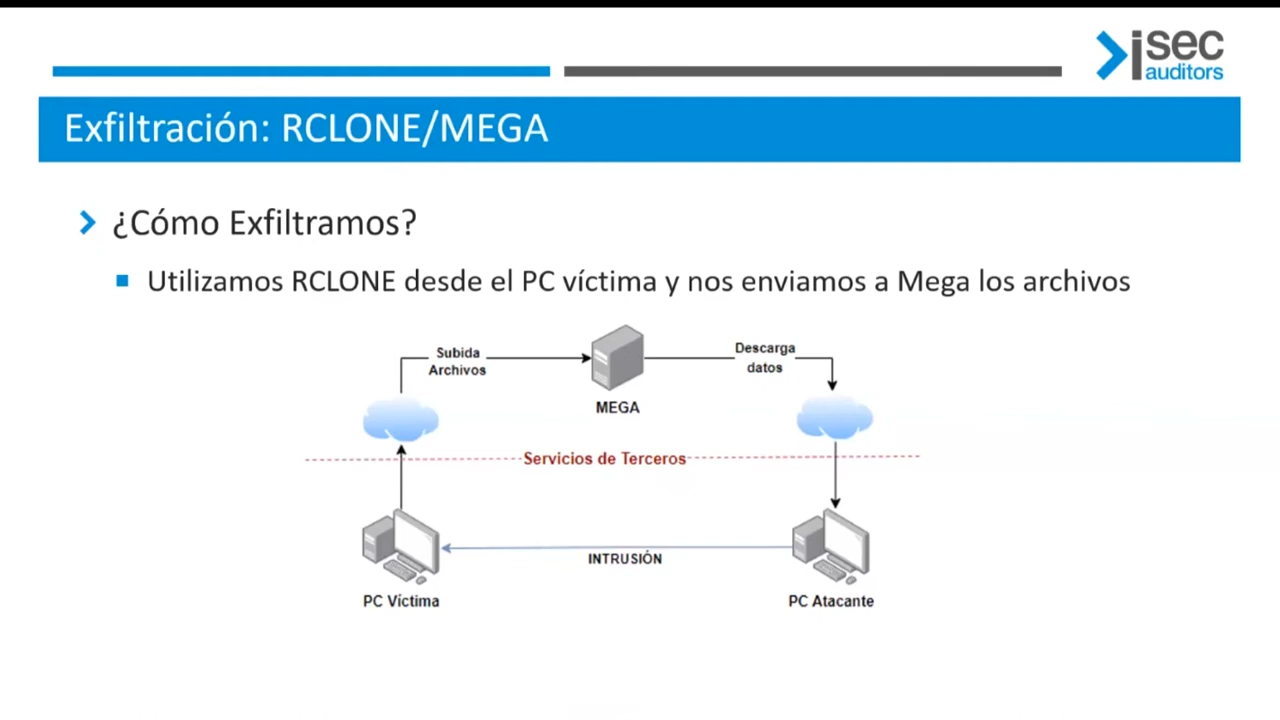 isec
auditors
Exfiltración: RCLONE/MEGA
¿Cómo Exfiltramos?
Utilizamos RCLONE desde el PC víctima y nos enviamos a Mega los archivos
Subida
Archivos
MEGA
Descarga
datos
Servicios de Terceros
INTRUSIÓN
PC Víctima
PC Atacante